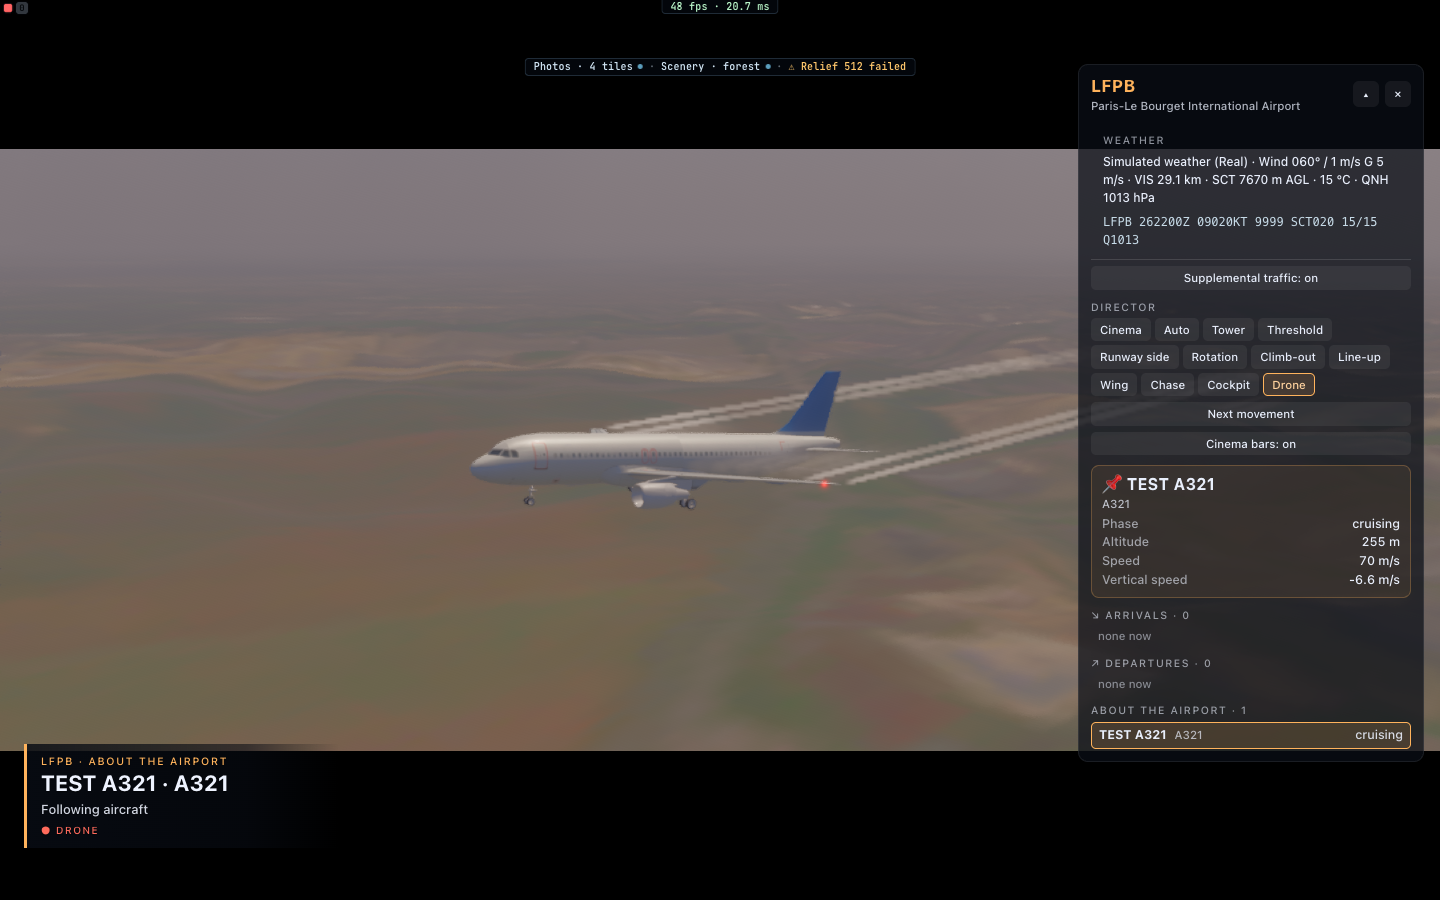 0
48 fps · 20.7 ms
Photos · 4 tiles · Scenery · forest · ⚠ Relief 512 failed
LFPB
Paris-Le Bourget International Airport
WEATHER
Simulated weather (Real) · Wind 060° / 1 m/s G 5
m/s · VIS 29.1 km · SCT 7670 m AGL · 15 °C · QNH
1013 hPa
LFPB 262200Z 09020KT 9999 SCT020 15/15
Q1013
Supplemental traffic: on
DIRECTOR
Cinema Auto Tower Threshold
Runway side Rotation Climb-out Line-up
Wing Chase Cockpit Drone
Next movement
Cinema bars: on
📌 TEST A321
A321
Phase cruising
Altitude 255 m
Speed 70 m/s
Vertical speed -6.6 m/s
↘ ARRIVALS · 0
none now
↗ DEPARTURES · 0
none now
ABOUT THE AIRPORT · 1
TEST A321 A321 cruising
LFPB · ABOUT THE AIRPORT
TEST A321 · A321
Following aircraft
DRONE